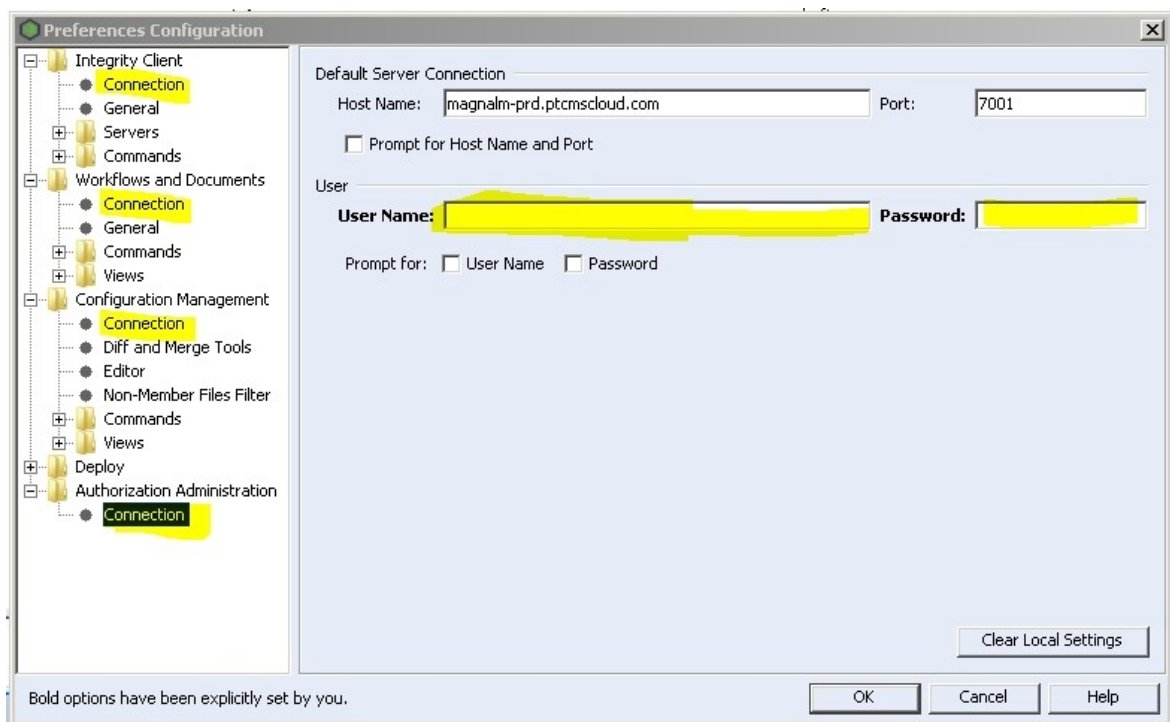 Preferences Configuration
Integrity Client
Connection
General
Servers
Commands
Workflows and Documents
Connection
General
Commands
Views
Configuration Management
Connection
Diff and Merge Tools
Editor
Non-Member Files Filter
Commands
Views
Deploy
Authorization Administration
Connection
Default Server Connection
Host Name: magnalm-prd.ptcmscloud.com Port: 7001
Prompt for Host Name and Port
User
User Name: Password:
Prompt for: User Name Password
Clear Local Settings
Bold options have been explicitly set by you.
OK Cancel Help